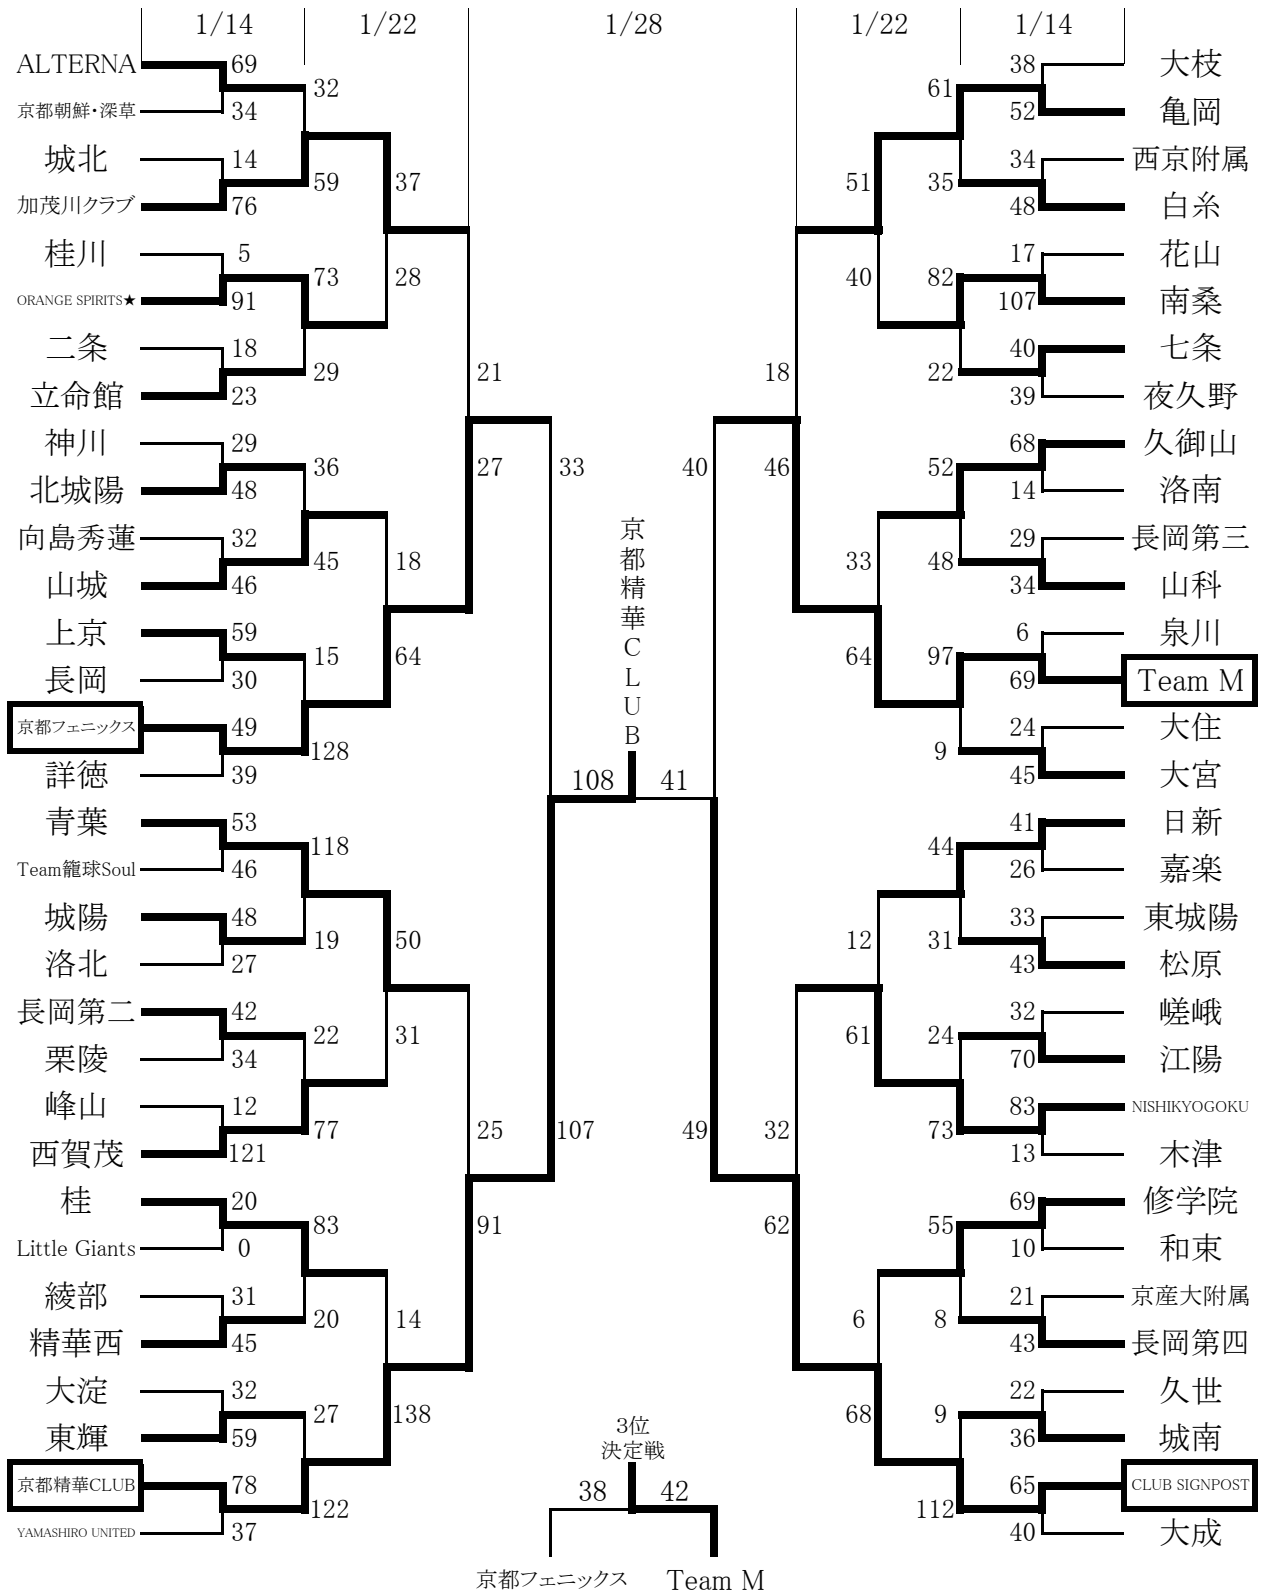 1/14 1/22 1/28 1/22 1/14
ALTERNA 69 38 大枝
32 61
京都朝鮮・深草 34 52 亀岡
城北 14 34 西京附属
59 37 51 35
加茂川クラブ 76 48 白糸
桂川 5 17 花山
73 28 40 82
ORANGE SPIRITS★ 91 107 南桑
二条 18 40 七条
29 21 18 22
立命館 23 39 夜久野
神川 29 68 久御山
36 27 33 40 46 52
北城陽 48 14 洛南
向島秀蓮 32 29 長岡第三
45 18 33 48
山城 46 34 山科
上京 59 6 泉川
15 64 64 97
長岡 30 69 Team M
京都フェニックス 49 24 大住
128 9
詳徳 39 45 大宮
京都精華CLUB
108 41
青葉 53 41 日新
118 44
Team籠球Soul 46 26 嘉楽
城陽 48 33 東城陽
19 50 12 31
洛北 27 43 松原
長岡第二 42 32 嵯峨
22 31 61 24
栗陵 34 70 江陽
峰山 12 83 NISHIKYOGOKU
77 25 107 49 32 73
西賀茂 121 13 木津
桂 20 69 修学院
83 91 62 55
Little Giants 0 10 和束
綾部 31 21 京産大附属
20 14 6 8
精華西 45 43 長岡第四
大淀 32 22 久世
27 138 68 9
東輝 59 36 城南
京都精華CLUB 78 65 CLUB SIGNPOST
122 112
YAMASHIRO UNITED 37 40 大成
3位
決定戦
38 42
京都フェニックス Team M